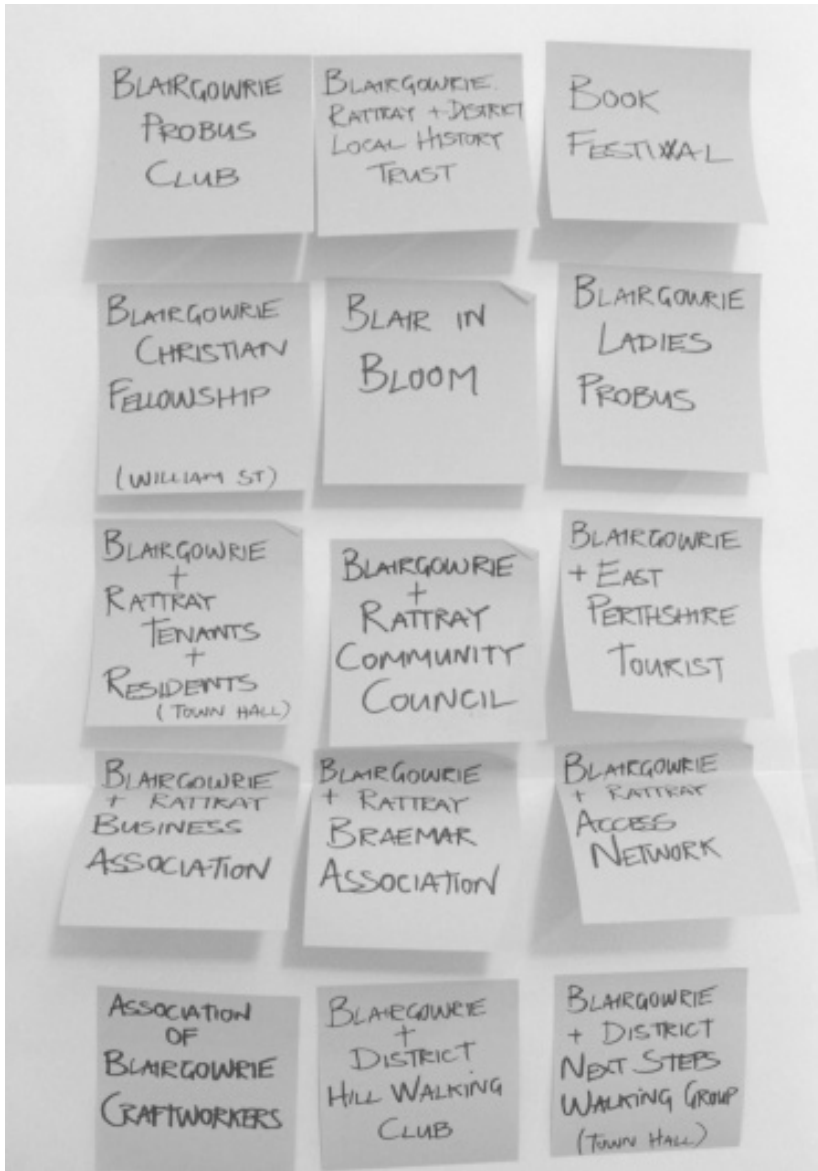 BLAIRGOWRIE
PROBUS
CLUB
BLAIRGOWRIE
RATTRAY + DISTRICT
LOCAL HISTORY
TRUST
BOOK
FESTIVAL
BLAIRGOWRIE
CHRISTIAN
FELLOWSHIP
(WILLIAM ST)
BLAIR IN
BLOOM
BLAIRGOWRIE
LADIES
PROBUS
BLAIRGOWRIE
+
RATTRAY
TENANTS
+
RESIDENTS
(TOWN HALL)
BLAIRGOWRIE
+
RATTRAY
COMMUNITY
COUNCIL
BLAIRGOWRIE
+ EAST
PERTHSHIRE
TOURIST
BLAIRGOWRIE
+ RATTRAY
BUSINESS
ASSOCIATION
BLAIRGOWRIE
+ RATTRAY
BRAEMAR
ASSOCIATION
BLAIRGOWRIE
+ RATTRAY
ACCESS
NETWORK
ASSOCIATION
OF
BLAIRGOWRIE
CRAFTWORKERS
BLAIRGOWRIE
+
DISTRICT
HILL WALKING
CLUB
BLAIRGOWRIE
+ DISTRICT
NEXT STEPS
WALKING GROUP
(TOWN HALL)